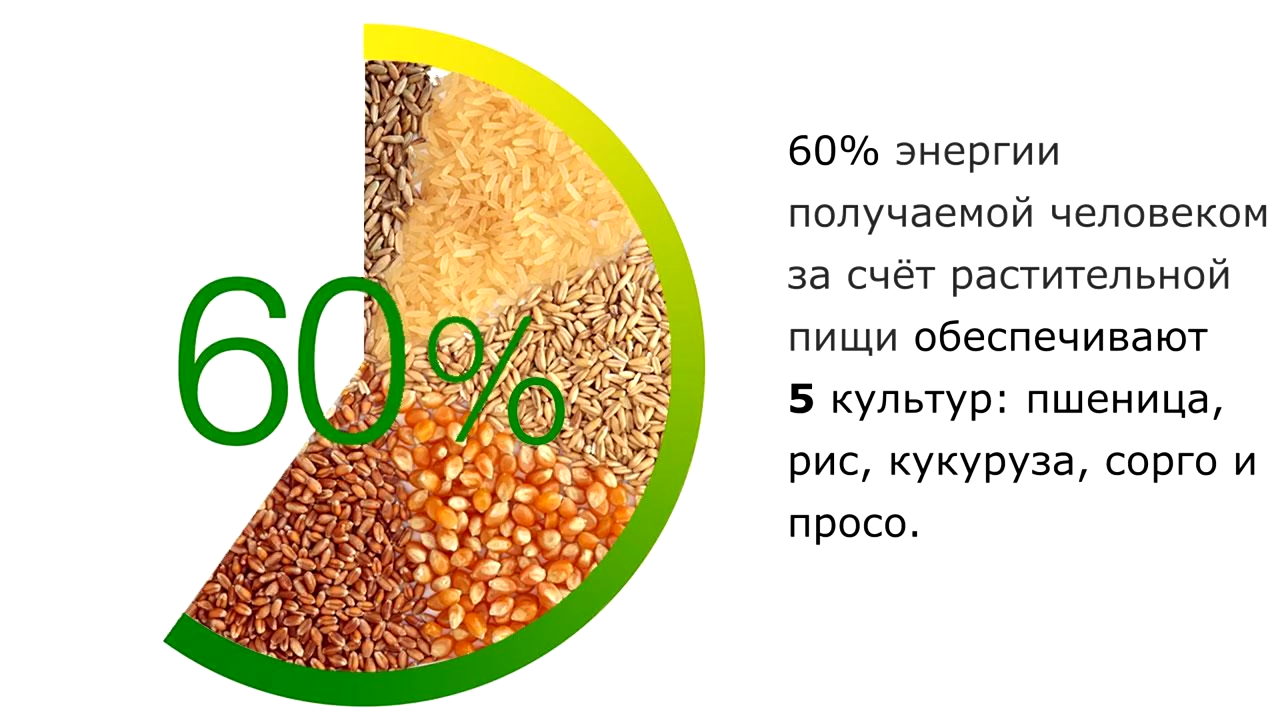 60%
60% энергии
получаемой человеком
за счёт растительной
пищи обеспечивают
5 культур: пшеница,
рис, кукуруза, сорго и
просо.